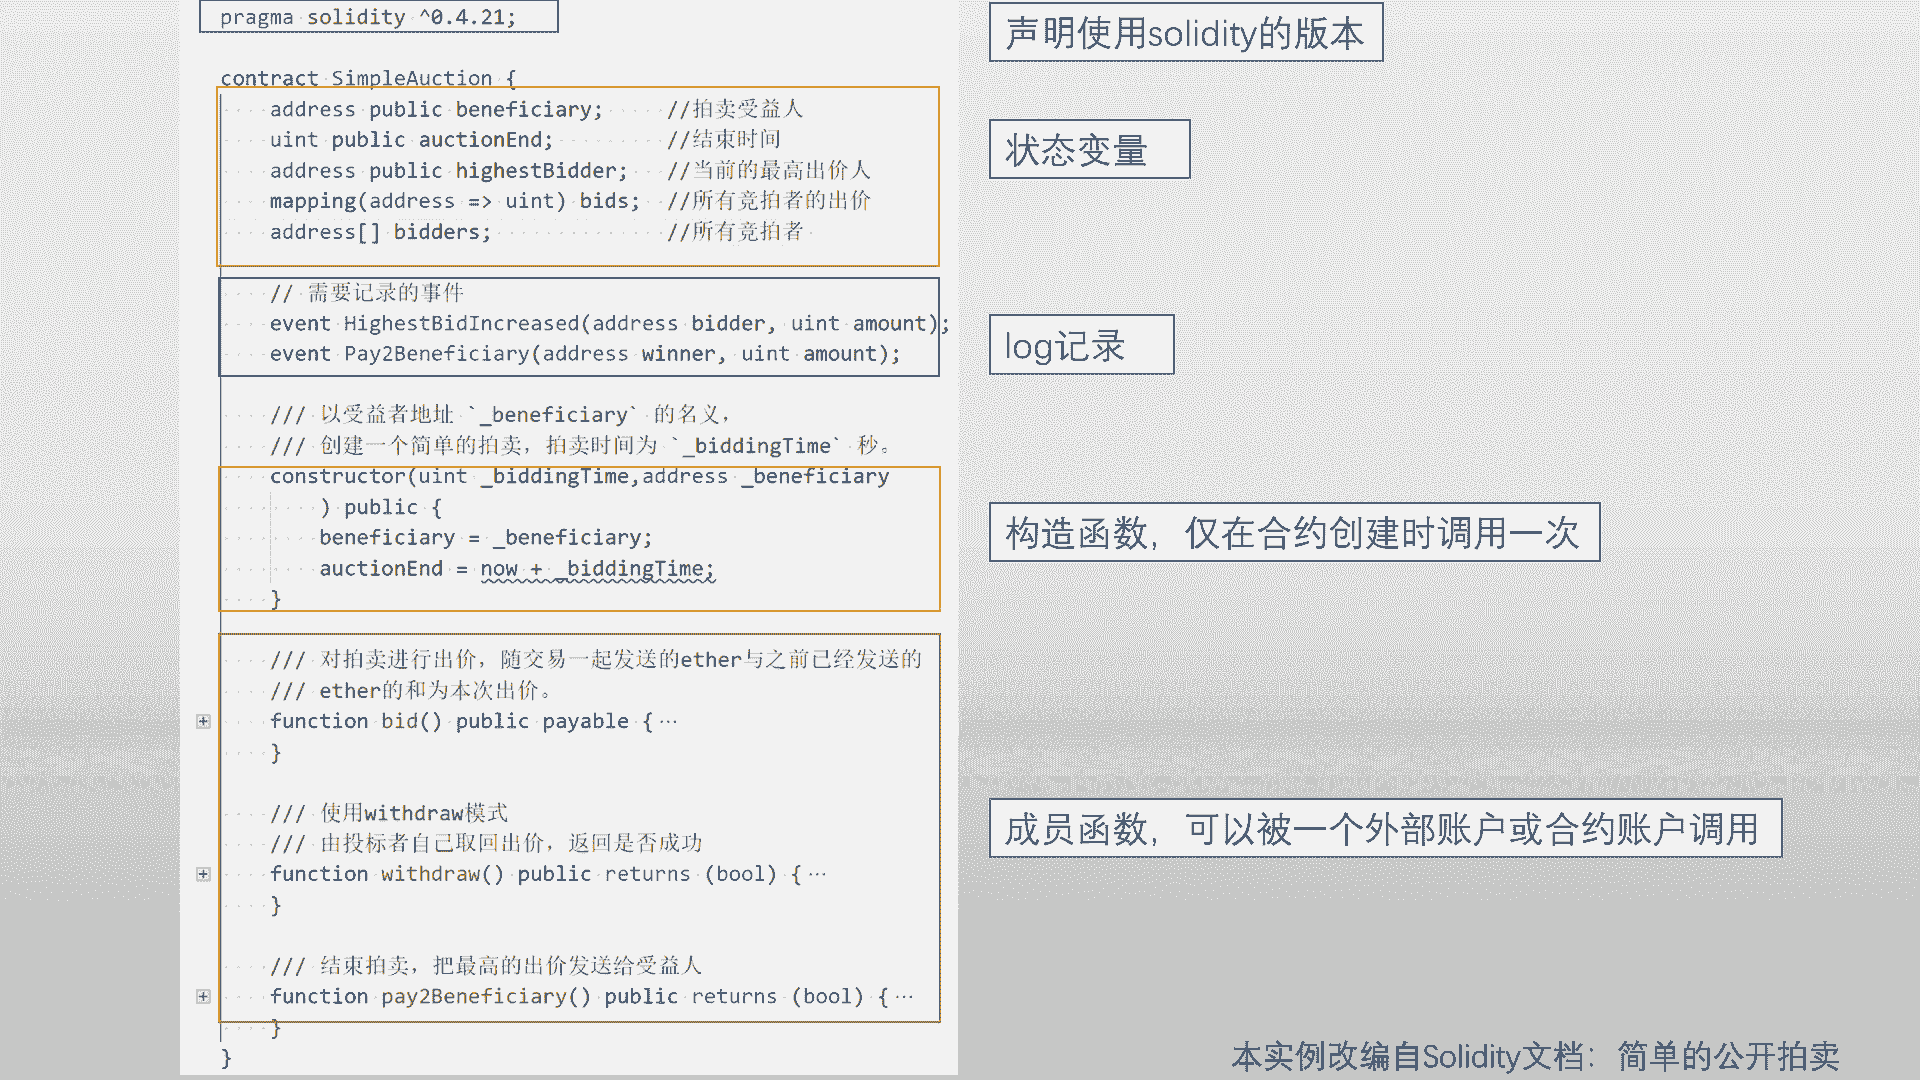 pragma solidity ^0.4.21;
声明使用solidity的版本
contract SimpleAuction {
address public beneficiary; //拍卖受益人
uint public auctionEnd; //结束时间
address public highestBidder; //当前的最高出价人
mapping(address => uint) bids; //所有竞拍者的出价
address[] bidders; //所有竞拍者
状态变量
// 需要记录的事件
event HighestBidIncreased(address bidder, uint amount);
event Pay2Beneficiary(address winner, uint amount);
log记录
/// 以受益者地址 `_beneficiary` 的名义,
/// 创建一个简单的拍卖, 拍卖时间为 `_biddingTime` 秒。
constructor(uint _biddingTime,address _beneficiary
) public {
beneficiary = _beneficiary;
auctionEnd = now + _biddingTime;
}
构造函数, 仅在合约创建时调用一次
/// 对拍卖进行出价, 随交易一起发送的ether与之前已经发送的
/// ether的和为本次出价。
function bid() public payable {…
}
/// 使用withdraw模式
/// 由投标者自己取回出价, 返回是否成功
function withdraw() public returns (bool) {…
}
/// 结束拍卖, 把最高的出价发送给受益人
function pay2Beneficiary() public returns (bool) {…
}
}
成员函数, 可以被一个外部账户或合约账户调用
本实例改编自Solidity文档：简单的公开拍卖